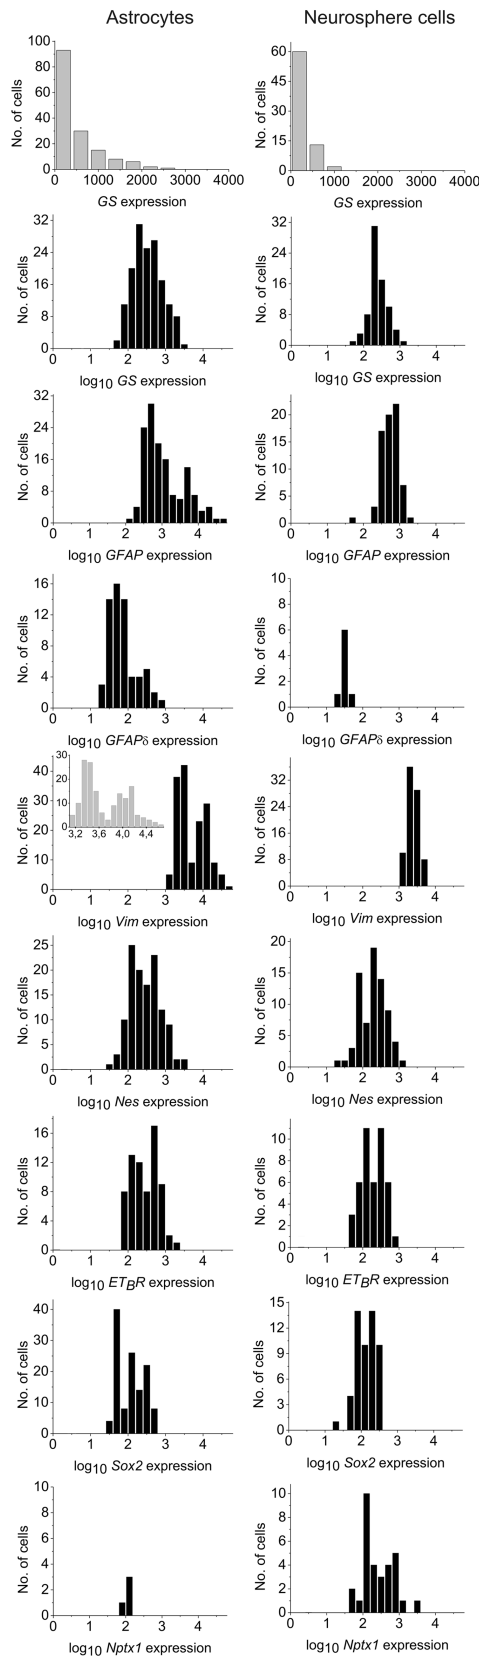 Astrocytes Neurosphere cells
100
80
60
40
20
0
No. of cells
0 1000 2000 3000 4000
GS expression
60
45
30
15
0
No. of cells
0 1000 2000 3000 4000
GS expression
32
24
16
8
0
No. of cells
0 1 2 3 4
log10 GS expression
32
24
16
8
0
No. of cells
0 1 2 3 4
log10 GS expression
32
24
16
8
0
No. of cells
0 1 2 3 4
log10 GFAP expression
20
15
10
5
0
No. of cells
0 1 2 3 4
log10 GFAP expression
16
12
8
4
0
No. of cells
0 1 2 3 4
log10 GFAPδ expression
10
8
6
4
2
0
No. of cells
0 1 2 3 4
log10 GFAPδ expression
40
30
20
10
0
No. of cells
30
20
10
0
3,2 3,6 4,0 4,4
0 1 2 3 4
log10 Vim expression
32
24
16
8
0
No. of cells
0 1 2 3 4
log10 Vim expression
25
20
15
10
5
0
No. of cells
0 1 2 3 4
log10 Nes expression
20
15
10
5
0
No. of cells
0 1 2 3 4
log10 Nes expression
16
12
8
4
0
No. of cells
0 1 2 3 4
log10 ETBR expression
10
8
6
4
2
0
No. of cells
0 1 2 3 4
log10 ETBR expression
40
30
20
10
0
No. of cells
0 1 2 3 4
log10 Sox2 expression
15
10
10
3
0
No. of cells
0 1 2 3 4
log10 Sox2 expression
10
8
6
4
2
0
No. of cells
0 1 2 3 4
log10 Nptx1 expression
10
8
6
4
2
0
No. of cells
0 1 2 3 4
log10 Nptx1 expression